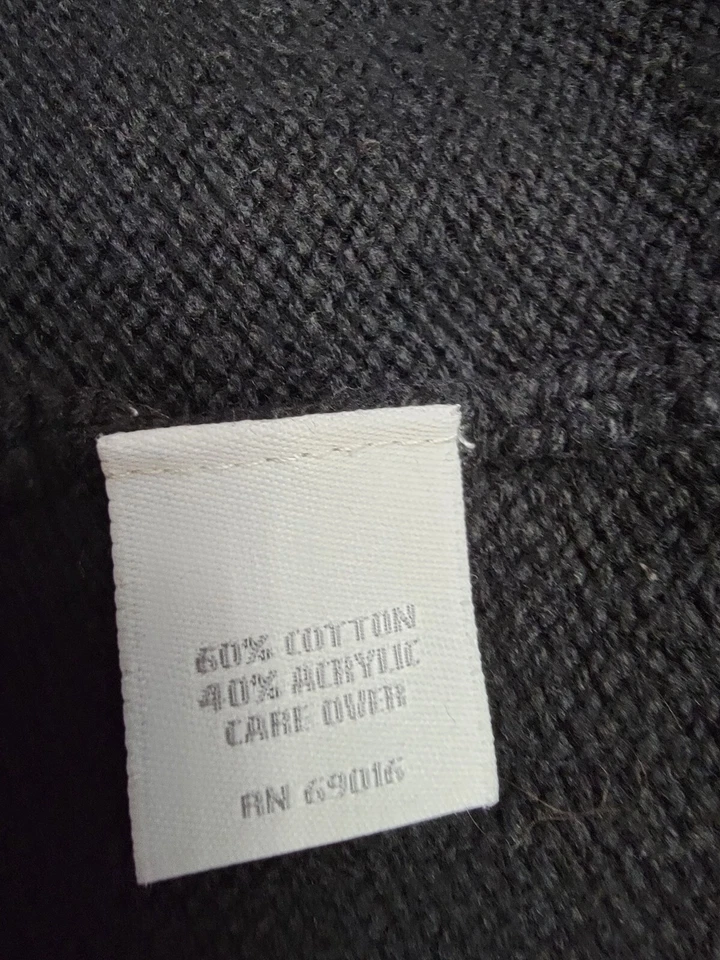 60% COTTON
40% ACRYLIC
CARE OVER
RN 69016